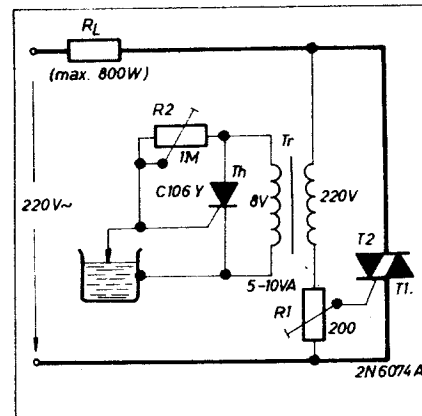 RL
(max. 800W)
R2
1M
Th
Tr
C106 Y
8V
220V
220V~
T2
5-10VA
R1
T1.
200
2N6074A